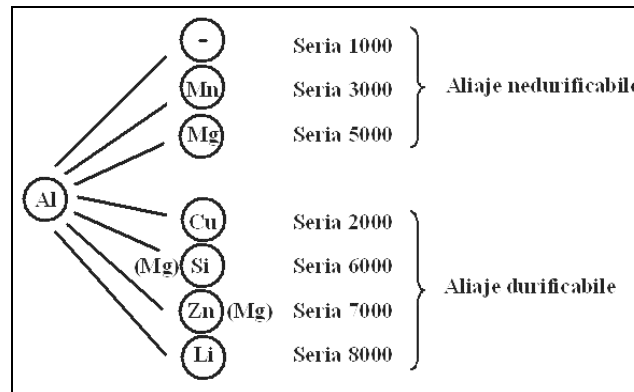 - Seria 1000
Mn Seria 3000 Aliaje nedurificabile
Mg Seria 5000
Al
Cu Seria 2000
(Mg) Si Seria 6000
Aliaje durificabile
Zn (Mg) Seria 7000
Li Seria 8000